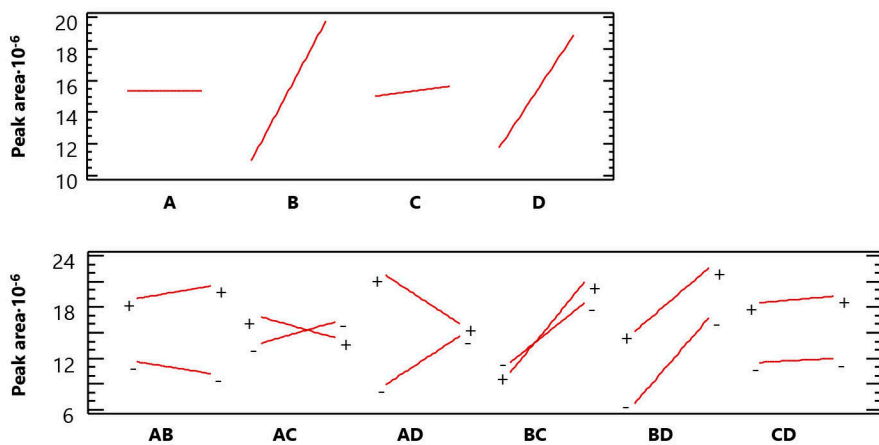 Peak area·10⁻⁶
20
18
16
14
12
10
A B C D
Peak area·10⁻⁶
24
18
12
6
+ + - -
+ - - +
+ - + -
- + + -
+ - + -
+ - + -
AB AC AD BC BD CD